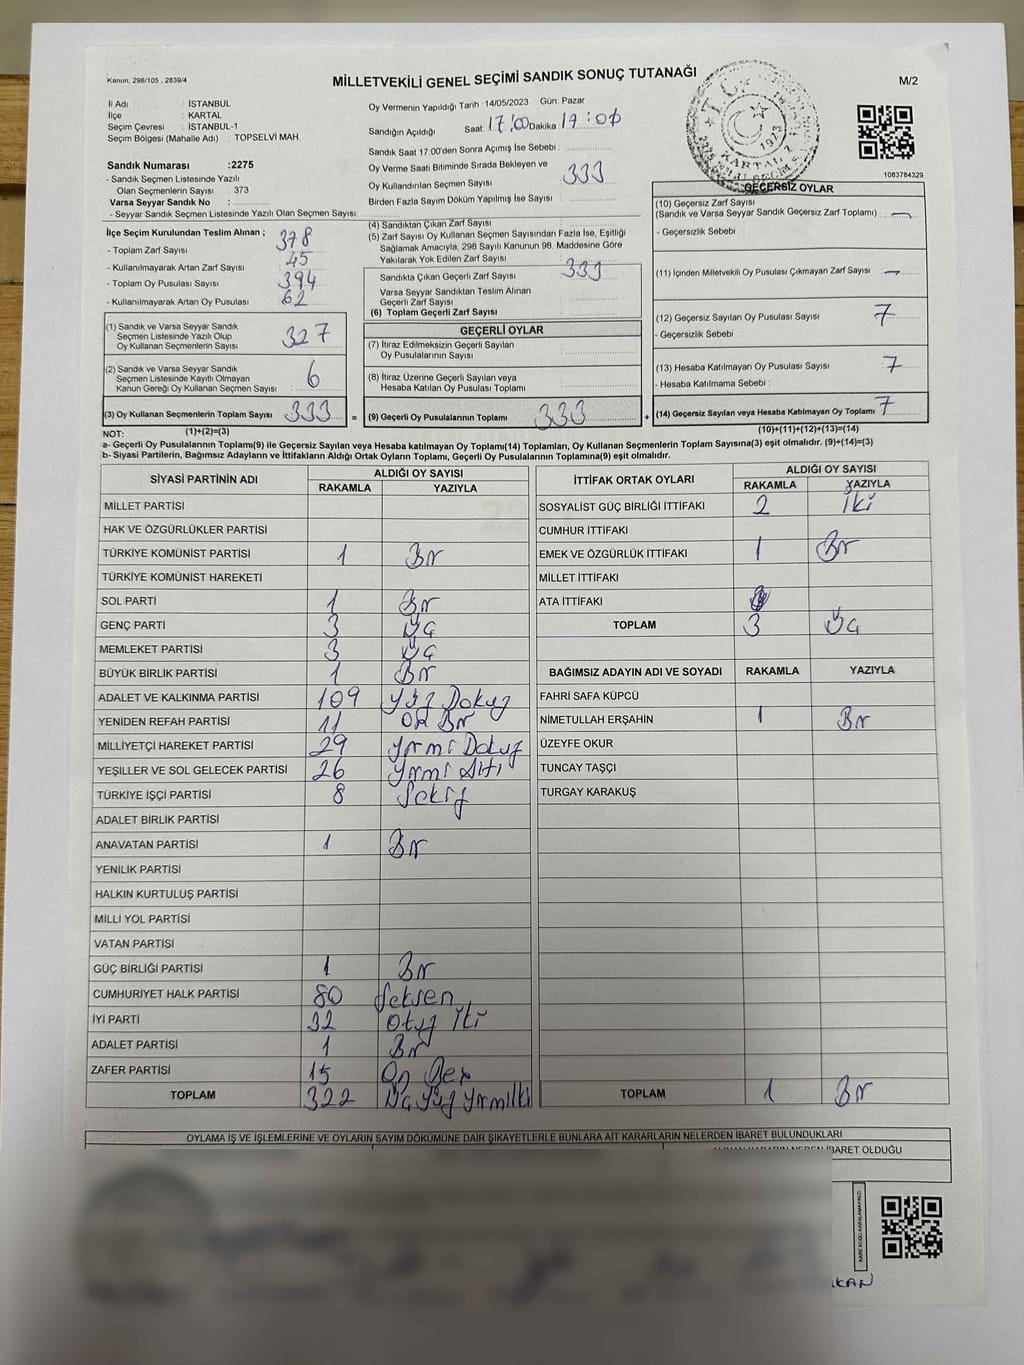 Kanun: 298/105 , 2839/4
MİLLETVEKİLİ GENEL SEÇİMİ SANDIK SONUÇ TUTANAĞI
M/2
İl Adı : İSTANBUL
İlçe : KARTAL
Seçim Çevresi : İSTANBUL-1
Seçim Bölgesi (Mahalle Adı) : TOPSELVİ MAH.
Sandık Numarası :2275
- Sandık Seçmen Listesinde Yazılı
Olan Seçmenlerin Sayısı : 373
Varsa Seyyar Sandık No :
- Seyyar Sandık Seçmen Listesinde Yazılı Olan Seçmen Sayısı:
Oy Vermenin Yapıldığı Tarih :14/05/2023 Gün: Pazar
Sandığın Açıldığı Saat: 17:00 Dakika:
Sandık Saat 17:00'den Sonra Açımış İse Sebebi :
Oy Verme Saati Bitiminde Sırada Bekleyen ve
Oy Kullandırılan Seçmen Sayısı 333
Birden Fazla Sayım Döküm Yapılmış İse Sayısı :
T.C.
KARTAL 2.
1923
1083784329
İlçe Seçim Kurulundan Teslim Alınan ;
- Toplam Zarf Sayısı 378
- Kullanılmayarak Artan Zarf Sayısı 45
- Toplam Oy Pusulası Sayısı 394
- Kullanılmayarak Artan Oy Pusulası 62
(1) Sandık ve Varsa Seyyar Sandık
Seçmen Listesinde Yazılı Olup
Oy Kullanan Seçmenlerin Sayısı 327
(2) Sandık ve Varsa Seyyar Sandık
Seçmen Listesinde Kayıtlı Olmayan
Kanun Gereği Oy Kullanan Seçmen Sayısı : 6
(3) Oy Kullanan Seçmenlerin Toplam Sayısı 333 =
(1)+(2)=(3)
(4) Sandıktan Çıkan Zarf Sayısı :
(5) Zarf Sayısı Oy Kullanan Seçmen Sayısından Fazla İse, Eşitliği
Sağlamak Amacıyla, 298 Sayılı Kanunun 98. Maddesine Göre
Yakılarak Yok Edilen Zarf Sayısı :
Sandıkta Çıkan Geçerli Zarf Sayısı 333
Varsa Seyyar Sandıktan Teslim Alınan
Geçerli Zarf Sayısı
(6) Toplam Geçerli Zarf Sayısı
GEÇERLİ OYLAR
(7) İtiraz Edilmeksizin Geçerli Sayılan
Oy Pusulalarının Sayısı
(8) İtiraz Üzerine Geçerli Sayılan veya
Hesaba Katılan Oy Pusulası Toplamı
(9) Geçerli Oy Pusulalarının Toplamı 333 +
GEÇERSİZ OYLAR
(10) Geçersiz Zarf Sayısı
(Sandık ve Varsa Seyyar Sandık Geçersiz Zarf Toplamı) : —
- Geçersizlik Sebebi :
(11) İçinden Milletvekili Oy Pusulası Çıkmayan Zarf Sayısı : —
(12) Geçersiz Sayılan Oy Pusulası Sayısı 7
- Geçersizlik Sebebi :
(13) Hesaba Katılmayan Oy Pusulası Sayısı 7
- Hesaba Katılmama Sebebi :
(14) Geçersiz Sayılan veya Hesaba Katılmayan Oy Toplamı 7
(10)+(11)+(12)+(13)=(14)
NOT:
a- Geçerli Oy Pusulalarının Toplamı(9) ile Geçersiz Sayılan veya Hesaba katılmayan Oy Toplamı(14) Toplamları, Oy Kullanan Seçmenlerin Toplam Sayısına(3) eşit olmalıdır. (9)+(14)=(3)
b- Siyasi Partilerin, Bağımsız Adayların ve İttifakların Aldığı Ortak Oyların Toplamı, Geçerli Oy Pusulalarının Toplamına(9) eşit olmalıdır.
SİYASİ PARTİNİN ADI ALDIĞI OY SAYISI
RAKAMLA YAZIYLA
MİLLET PARTİSİ
HAK VE ÖZGÜRLÜKLER PARTİSİ
TÜRKİYE KOMÜNİST PARTİSİ 1 Bir
TÜRKİYE KOMÜNİST HAREKETİ
SOL PARTİ 1 Bir
GENÇ PARTİ 3 Üç
MEMLEKET PARTİSİ 3 Üç
BÜYÜK BİRLİK PARTİSİ 1 Bir
ADALET VE KALKINMA PARTİSİ 109 Yüz Dokuz
YENİDEN REFAH PARTİSİ 11 On Bir
MİLLİYETÇİ HAREKET PARTİSİ 29 Yirmi Dokuz
YEŞİLLER VE SOL GELECEK PARTİSİ 26 Yirmi Altı
TÜRKİYE İŞÇİ PARTİSİ 8 Sekiz
ADALET BİRLİK PARTİSİ
ANAVATAN PARTİSİ 1 Bir
YENİLİK PARTİSİ
HALKIN KURTULUŞ PARTİSİ
MİLLİ YOL PARTİSİ
VATAN PARTİSİ
GÜÇ BİRLİĞİ PARTİSİ 1 Bir
CUMHURİYET HALK PARTİSİ 80 Seksen
İYİ PARTİ 32 Otuz İki
ADALET PARTİSİ 1 Bir
ZAFER PARTİSİ 15 On Beş
TOPLAM 322 Üç Yüz Yirmi İki
İTTİFAK ORTAK OYLARI ALDIĞI OY SAYISI
RAKAMLA YAZIYLA
SOSYALİST GÜÇ BİRLİĞİ İTTİFAKI 2 İki
CUMHUR İTTİFAKI
EMEK VE ÖZGÜRLÜK İTTİFAKI 1 Bir
MİLLET İTTİFAKI
ATA İTTİFAKI
TOPLAM 3 Üç
BAĞIMSIZ ADAYIN ADI VE SOYADI RAKAMLA YAZIYLA
FAHRİ SAFA KÜPCÜ
NİMETULLAH ERŞAHİN 1 Bir
ÜZEYFE OKUR
TUNCAY TAŞÇI
TURGAY KARAKUŞ
TOPLAM 1 Bir
OYLAMA İŞ VE İŞLEMLERİNE VE OYLARIN SAYIM DÖKÜMÜNE DAİR ŞİKAYETLERLE BUNLARA AİT KARARLARIN NELERDEN İBARET BULUNDUKLARI
İBARET OLDUĞU